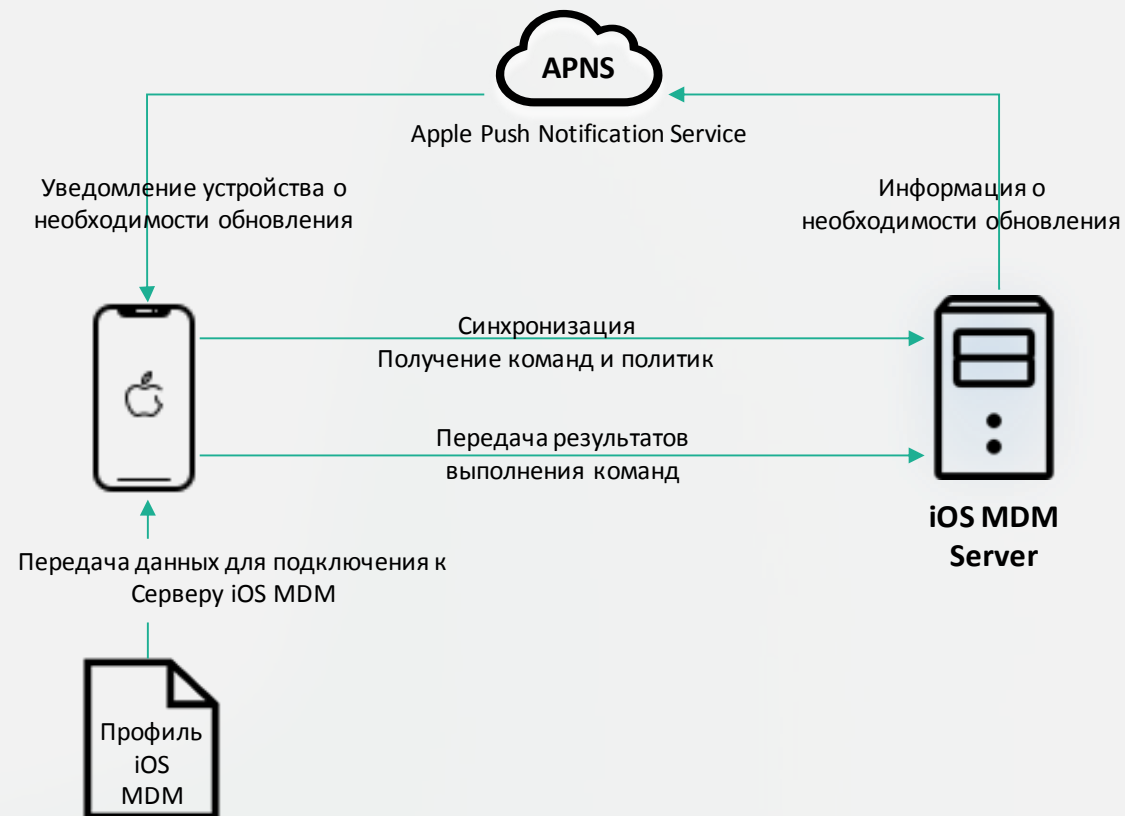 APNS
Apple Push Notification Service
Уведомление устройства о
необходимости обновления
Информация о
необходимости обновления
Синхронизация
Получение команд и политик
Передача результатов
выполнения команд
iOS MDM
Server
Передача данных для подключения к
Серверу iOS MDM
Профиль
iOS
MDM